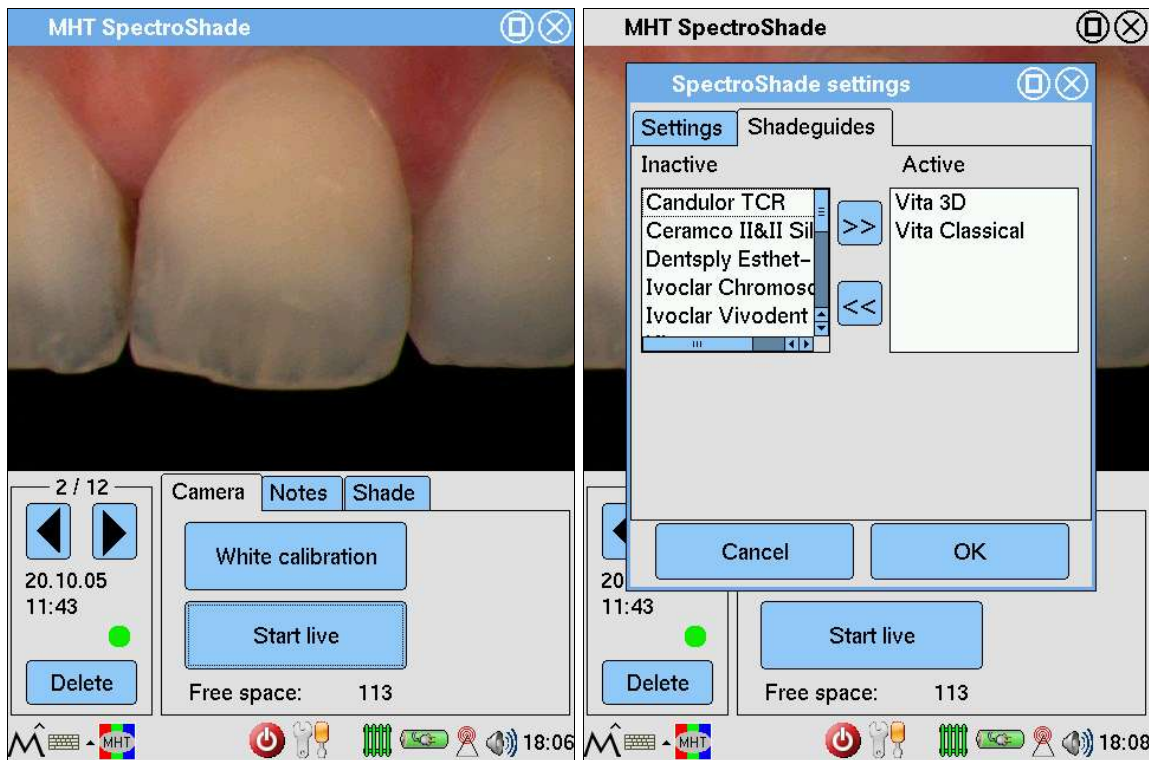 MHT SpectroShade
2 / 12
20.10.05
11:43
Delete
Camera
Notes
Shade
White calibration
Start live
Free space: 113
MHT
18:06
MHT SpectroShade
SpectroShade settings
Settings
Shadeguides
Inactive
Candulor TCR
Ceramco II&II Sil
Dentsply Esthet-
Ivoclar Chromosc
Ivoclar Vivodent
>>
<<
Active
Vita 3D
Vita Classical
Cancel
OK
20
11:43
Delete
Start live
Free space: 113
MHT
18:08